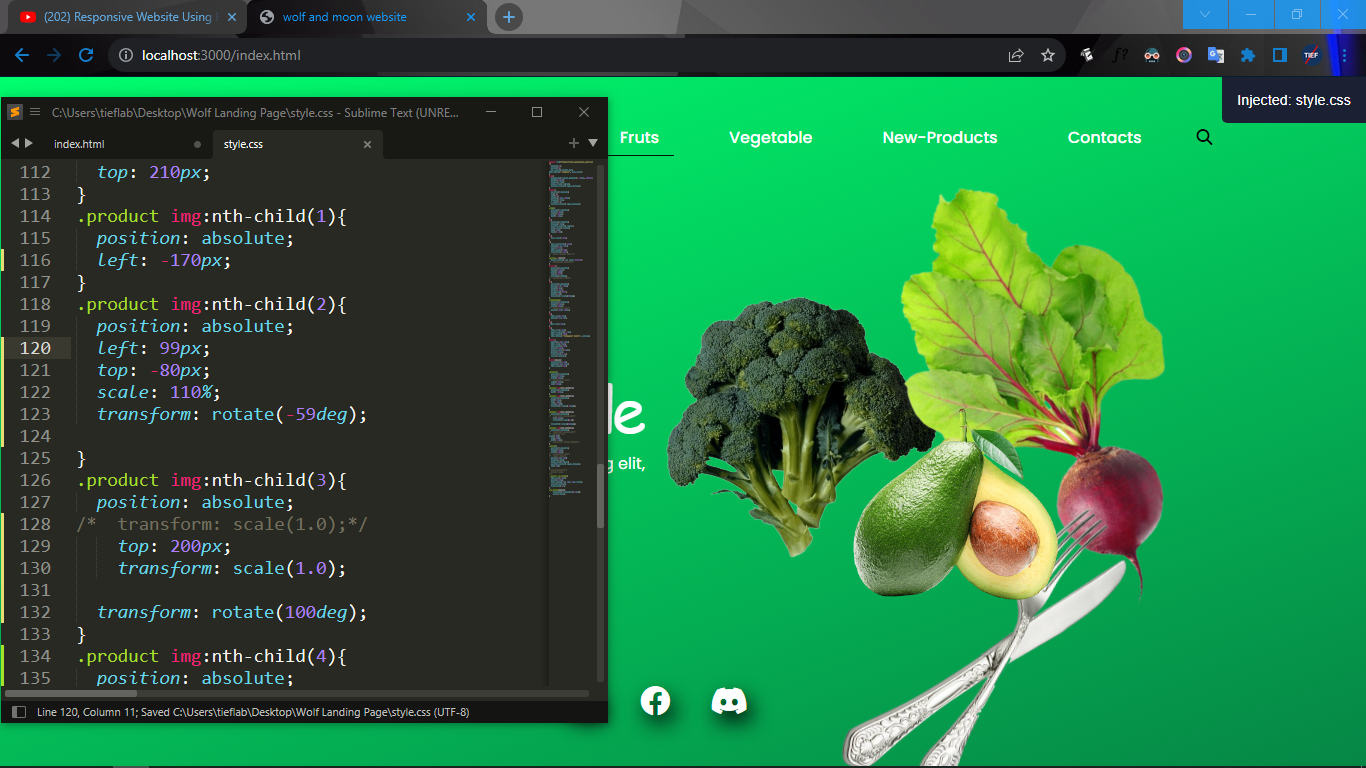 (202) Responsive Website Using
wolf and moon website
localhost:3000/index.html
TIEF
Injected: style.css
C:\Users\tieflab\Desktop\Wolf Landing Page\style.css - Sublime Text (UNRE...
index.html
style.css
Fruts
Vegetable
New-Products
Contacts
112 top: 210px;
113 }
114 .product img:nth-child(1){
115 position: absolute;
116 left: -170px;
117 }
118 .product img:nth-child(2){
119 position: absolute;
120 left: 99px;
121 top: -80px;
122 scale: 110%;
123 transform: rotate(-59deg);
124
125 }
126 .product img:nth-child(3){
127 position: absolute;
128 /* transform: scale(1.0);*/
129 top: 200px;
130 transform: scale(1.0);
131
132 transform: rotate(100deg);
133 }
134 .product img:nth-child(4){
135 position: absolute;
le
g elit,
Line 120, Column 11; Saved C:\Users\tieflab\Desktop\Wolf Landing Page\style.css (UTF-8)